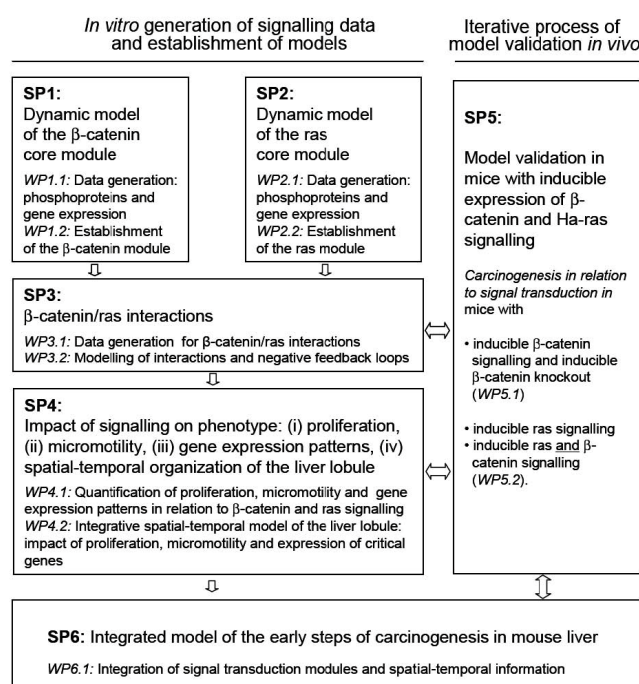 In vitro generation of signalling data
and establishment of models
Iterative process of
model validation in vivo
SP1:
Dynamic model
of the β-catenin
core module
WP1.1: Data generation:
phosphoproteins and
gene expression
WP1.2: Establishment
of the β-catenin module
SP2:
Dynamic model
of the ras
core module
WP2.1: Data generation:
phosphoproteins and
gene expression
WP2.2: Establishment
of the ras module
SP3:
β-catenin/ras interactions
WP3.1: Data generation for β-catenin/ras interactions
WP3.2: Modelling of interactions and negative feedback loops
SP4:
Impact of signalling on phenotype: (i) proliferation,
(ii) micromotility, (iii) gene expression patterns, (iv)
spatial-temporal organization of the liver lobule
WP4.1: Quantification of proliferation, micromotility and gene
expression patterns in relation to β-catenin and ras signalling
WP4.2: Integrative spatial-temporal model of the liver lobule:
impact of proliferation, micromotility and expression of critical
genes
SP5:
Model validation in
mice with inducible
expression of β-
catenin and Ha-ras
signalling
Carcinogenesis in relation
to signal transduction in
mice with
• inducible β-catenin
signalling and inducible
β-catenin knockout
(WP5.1)
• inducible ras signalling
• inducible ras and β-
catenin signalling
(WP5.2).
SP6: Integrated model of the early steps of carcinogenesis in mouse liver
WP6.1: Integration of signal transduction modules and spatial-temporal information